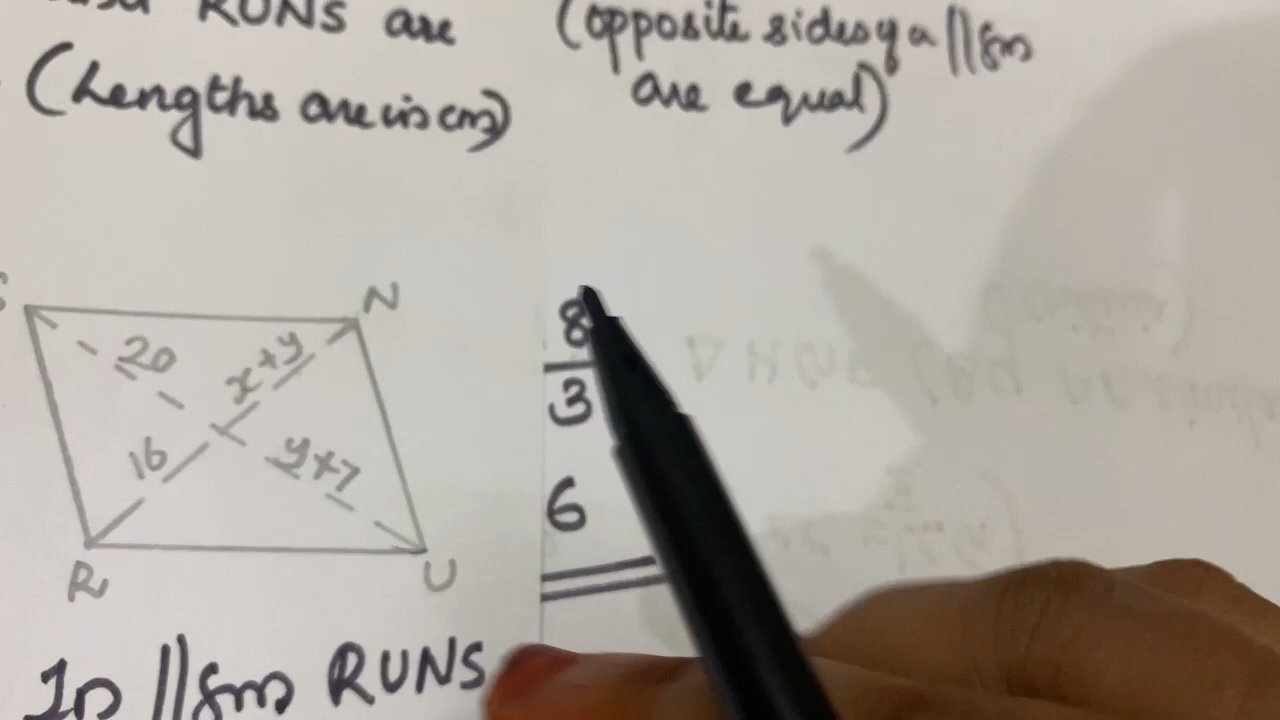 RUNS are
(Lengths are in cm)
(opposite sides of a ||gm
are equal)
N
20
x+y
16
y+7
R
U
8
3
6
In ||gm RUNS